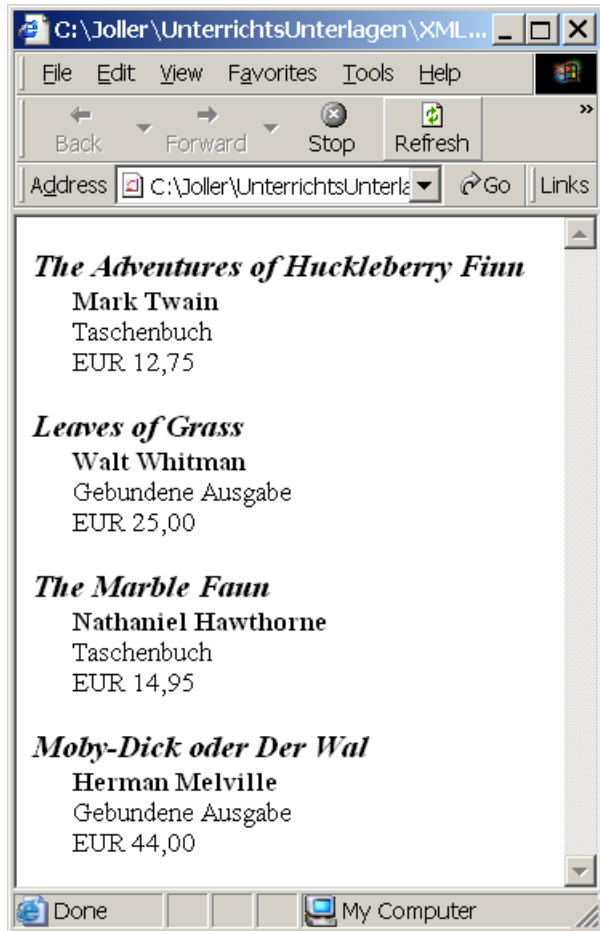 C:\Joller\UnterrichtsUnterlagen\XML...
File Edit View Favorites Tools Help
Back Forward Stop Refresh »
Address C:\Joller\UnterrichtsUnterla Go Links
The Adventures of Huckleberry Finn
Mark Twain
Taschenbuch
EUR 12,75
Leaves of Grass
Walt Whitman
Gebundene Ausgabe
EUR 25,00
The Marble Faun
Nathaniel Hawthorne
Taschenbuch
EUR 14,95
Moby-Dick oder Der Wal
Herman Melville
Gebundene Ausgabe
EUR 44,00
Done My Computer